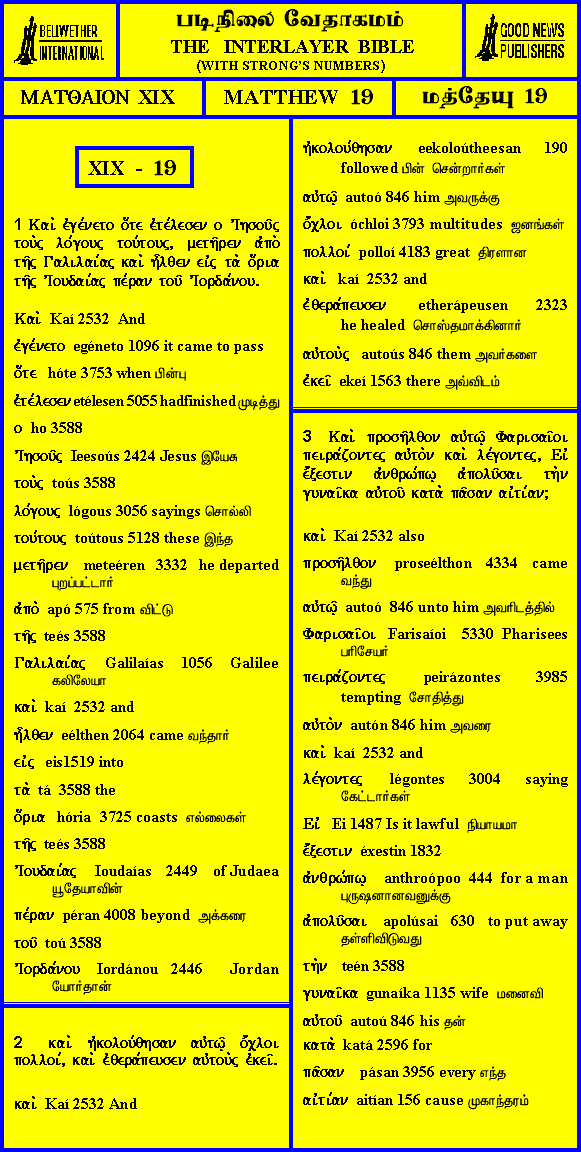 BELLWETHER
INTERNATIONAL
படிநிலை வேதாகமம்
THE INTERLAYER BIBLE
(WITH STRONG'S NUMBERS)
GOOD NEWS
PUBLISHERS
ΜΑΤΘΑΙΟΝ XIX
MATTHEW 19
மத்தேயு 19
XIX - 19
1 Καὶ ἐγένετο ὅτε ἐτέλεσεν ο Ἰησοῦς
τοὺς λόγους τούτους, μετῆρεν ἀπὸ
τῆς Γαλιλαίας καὶ ἦλθεν εἰς τὰ ὅρια
τῆς Ἰουδαίας πέραν τοῦ Ἰορδάνου.
Καὶ Kaí 2532 And
ἐγένετο egéneto 1096 it came to pass
ὅτε hóte 3753 when பின்பு
ἐτέλεσεν etélesen 5055 hadfinished முடித்து
ο ho 3588
Ἰησοῦς Ieesoús 2424 Jesus இயேசு
τοὺς toús 3588
λόγους lógous 3056 sayings சொல்லி
τούτους toútous 5128 these இந்த
μετῆρεν meteéren 3332 he departed
புறப்பட்டார்
ἀπὸ apó 575 from விட்டு
τῆς teés 3588
Γαλιλαίας Galilaías 1056 Galilee
கலிலேயா
καὶ kaí 2532 and
ἦλθεν eélthen 2064 came வந்தார்
εἰς eis1519 into
τὰ tá 3588 the
ὅρια hória 3725 coasts எல்லைகள்
τῆς teés 3588
Ἰουδαίας Ioudaías 2449 of Judaea
யூதேயாவின்
πέραν péran 4008 beyond அக்கரை
τοῦ toú 3588
Ἰορδάνου Iordánou 2446 Jordan
யோர்தான்
2 καὶ ἠκολούθησαν αὐτῷ ὄχλοι
πολλοί, καὶ ἐθεράπευσεν αὐτοὺς ἐκεῖ.
καὶ Kaí 2532 And
ἠκολούθησαν eekoloútheesan 190
followed பின் சென்றார்கள்
αὐτῷ autoó 846 him அவருக்கு
ὄχλοι óchloi 3793 multitudes ஜனங்கள்
πολλοί polloí 4183 great திரளான
καὶ kaí 2532 and
ἐθεράπευσεν etherápeusen 2323
he healed சொஸ்தமாக்கினார்
αὐτοὺς autoús 846 them அவர்களை
ἐκεῖ ekeí 1563 there அவ்விடம்
3 Καὶ προσῆλθον αὐτῷ Φαρισαῖοι
πειράζοντες αὐτὸν καὶ λέγοντες, Εἰ
ἔξεστιν ἀνθρώπῳ ἀπολῦσαι τὴν
γυναῖκα αὐτοῦ κατὰ πᾶσαν αἰτίαν;
καὶ Kaí 2532 also
προσῆλθον proseélthon 4334 came
வந்து
αὐτῷ autoó 846 unto him அவரிடத்தில்
Φαρισαῖοι Farisaíoi 5330 Pharisees
பரிசேயர்
πειράζοντες peirázontes 3985
tempting சோதித்து
αὐτὸν autón 846 him அவரை
καὶ kaí 2532 and
λέγοντες légontes 3004 saying
கேட்டார்கள்
Εἰ Ei 1487 Is it lawful நியாயமா
ἔξεστιν éxestin 1832
ἀνθρώπῳ anthroópoo 444 for a man
புருஷனானவனுக்கு
ἀπολῦσαι apolúsai 630 to put away
தள்ளிவிடுவது
τὴν teén 3588
γυναῖκα gunaíka 1135 wife மனைவி
αὐτοῦ autoú 846 his தன்
κατὰ katá 2596 for
πᾶσαν pásan 3956 every எந்த
αἰτίαν aitían 156 cause முகாந்தரம்